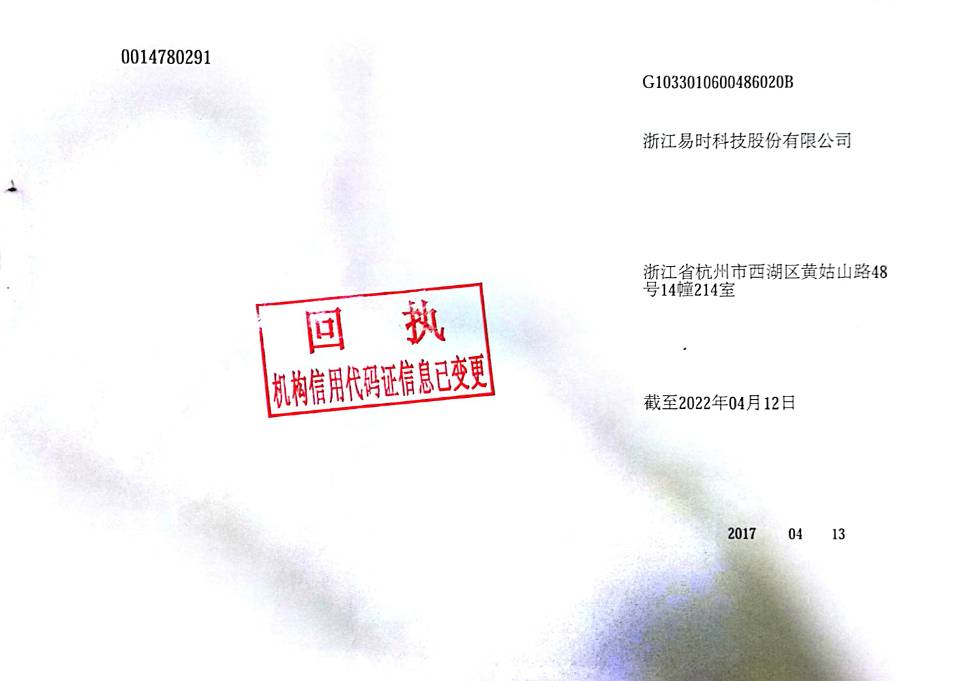 0014780291
G1033010600486020B
浙江易时科技股份有限公司
浙江省杭州市西湖区黄姑山路48
号14幢214室
回 执
机构信用代码证信息已变更
截至2022年04月12日
2017 04 13